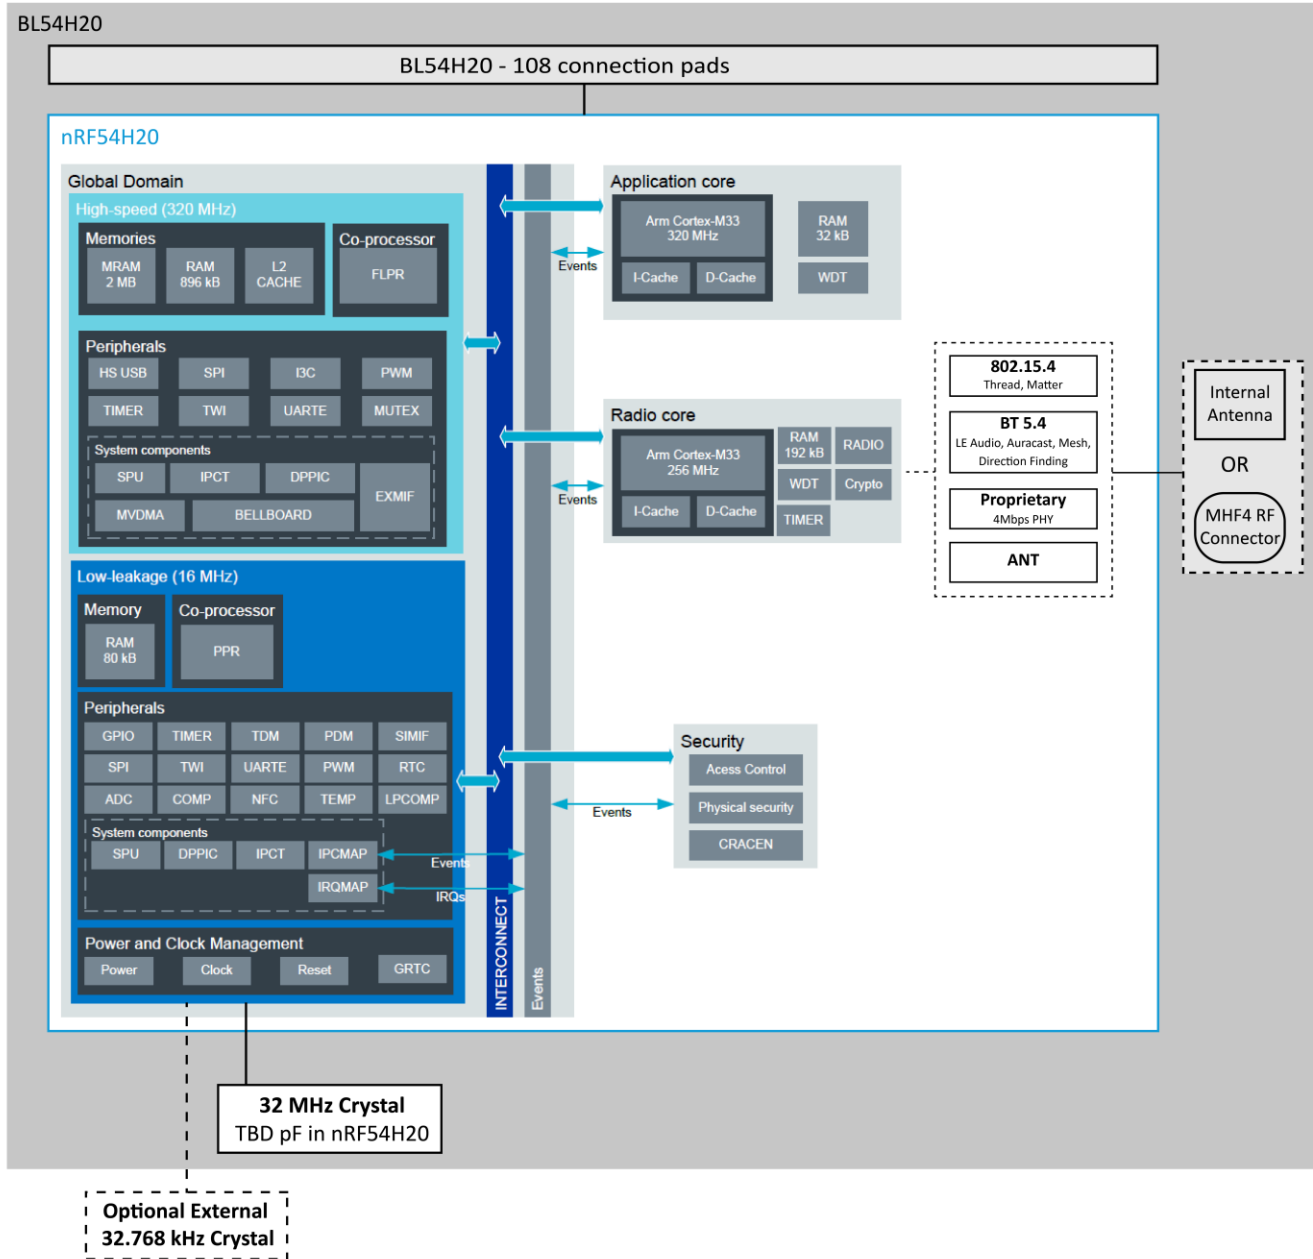 BL54H20
BL54H20 - 108 connection pads
nRF54H20
Global Domain
High-speed (320 MHz)
Memories
MRAM
2 MB
RAM
896 kB
L2
CACHE
Co-processor
FLPR
Peripherals
HS USB
SPI
I3C
PWM
TIMER
TWI
UARTE
MUTEX
System components
SPU
IPCT
DPPIC
EXMIF
MVDMA
BELLBOARD
Low-leakage (16 MHz)
Memory
RAM
80 kB
Co-processor
PPR
Peripherals
GPIO
TIMER
TDM
PDM
SIMIF
SPI
TWI
UARTE
PWM
RTC
ADC
COMP
NFC
TEMP
LPCOMP
System components
SPU
DPPIC
IPCT
IPCMAP
IRQMAP
Events
IRQs
Power and Clock Management
Power
Clock
Reset
GRTC
INTERCONNECT
Events
Application core
Arm Cortex-M33
320 MHz
I-Cache
D-Cache
RAM
32 kB
WDT
Events
Radio core
Arm Cortex-M33
256 MHz
I-Cache
D-Cache
RAM
192 kB
RADIO
WDT
Crypto
TIMER
Events
802.15.4
Thread, Matter
BT 5.4
LE Audio, Auracast, Mesh,
Direction Finding
Proprietary
4Mbps PHY
ANT
Internal
Antenna
OR
MHF4 RF
Connector
Security
Acess Control
Physical security
CRACEN
Events
32 MHz Crystal
TBD pF in nRF54H20
Optional External
32.768 kHz Crystal